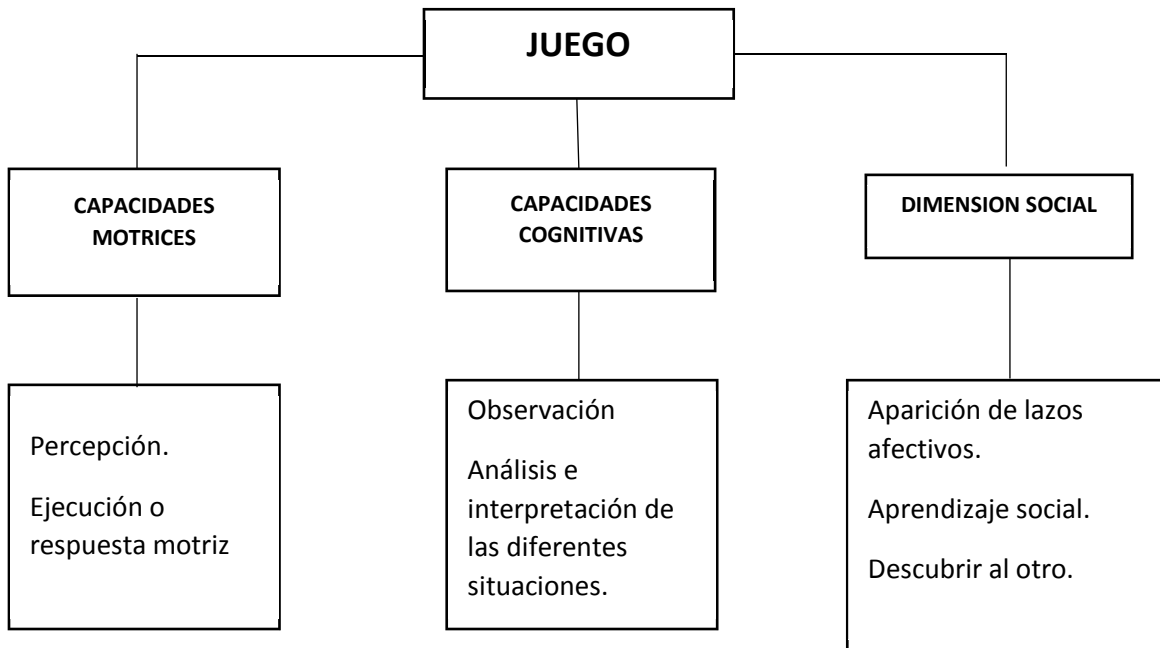 JUEGO
CAPACIDADES
MOTRICES
CAPACIDADES
COGNITIVAS
DIMENSION SOCIAL
Percepción.
Ejecución o
respuesta motriz
Observación
Análisis e
interpretación de
las diferentes
situaciones.
Aparición de lazos
afectivos.
Aprendizaje social.
Descubrir al otro.